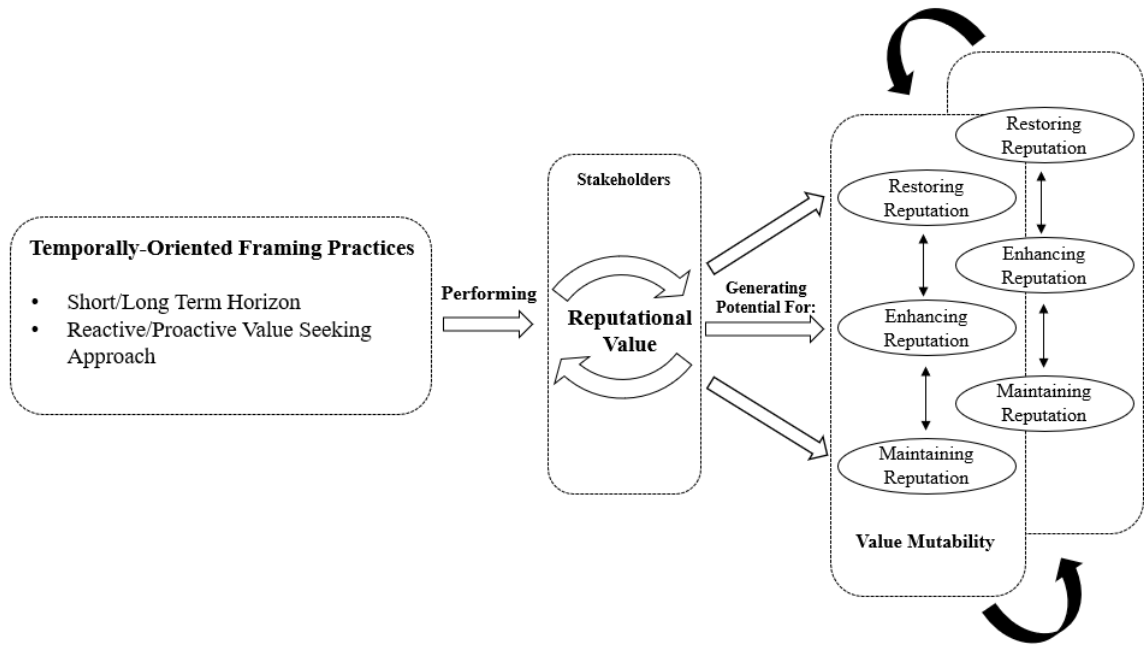 Temporally-Oriented Framing Practices
• Short/Long Term Horizon
• Reactive/Proactive Value Seeking
Approach
Performing
Stakeholders
Reputational
Value
Generating
Potential For:
Restoring
Reputation
Enhancing
Reputation
Maintaining
Reputation
Value Mutability
Restoring
Reputation
Enhancing
Reputation
Maintaining
Reputation